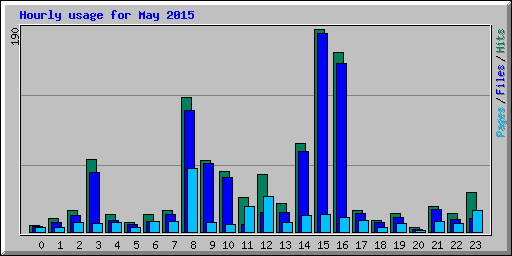 Hourly usage for May 2015
190
Pages / Files / Hits
0 1 2 3 4 5 6 7 8 9 10 11 12 13 14 15 16 17 18 19 20 21 22 23